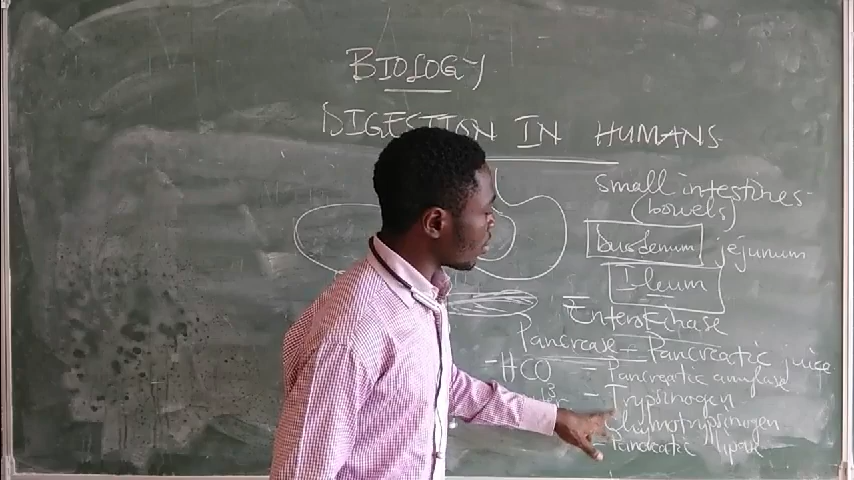 BIOLOGY
DIGESTION IN HUMANS
Small intestines
(bowels)
Duodenum jejunum
Ileum
Enterokinase
Pancrease - Pancreatic juice
- HCO3 - Pancreatic amylase
- Trypsinogen
- Chymotrypsinogen
- Pancreatic lipase